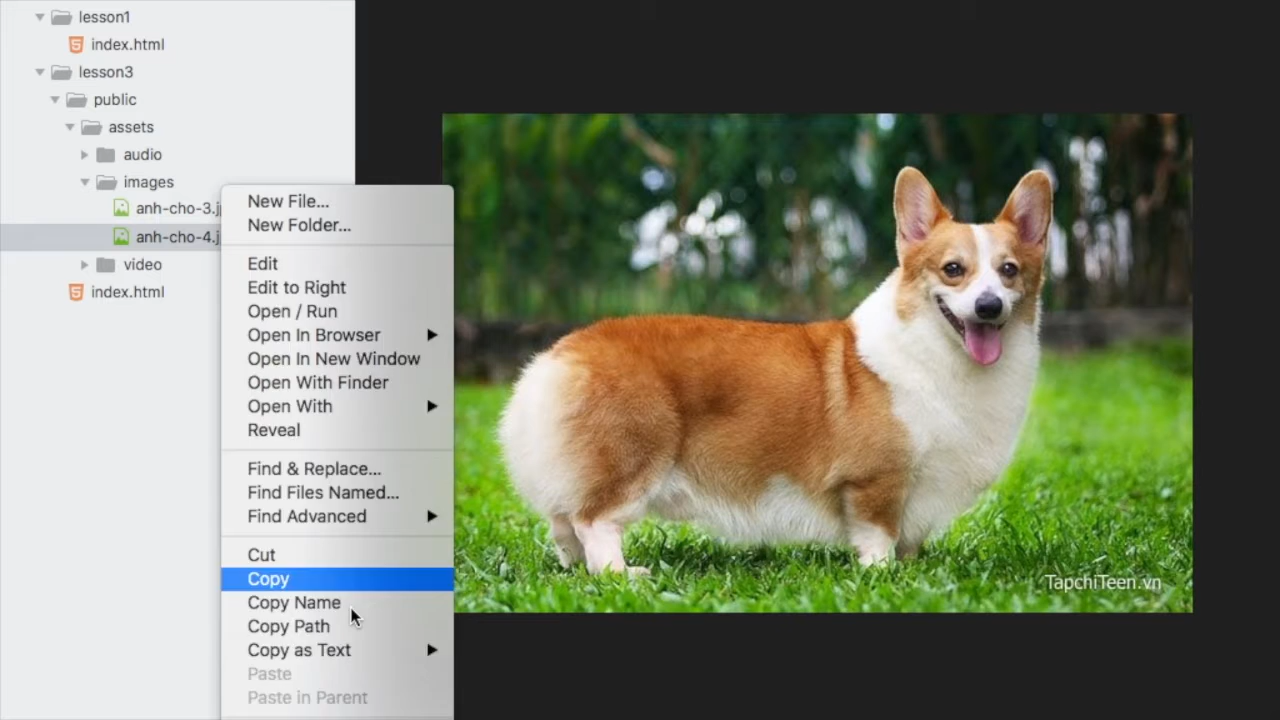 lesson1
index.html
lesson3
public
assets
audio
images
anh-cho-3.j
anh-cho-4.j
video
index.html
New File...
New Folder...
Edit
Edit to Right
Open / Run
Open In Browser
Open In New Window
Open With Finder
Open With
Reveal
Find & Replace...
Find Files Named...
Find Advanced
Cut
Copy
Copy Name
Copy Path
Copy as Text
Paste
Paste in Parent
TapchiTeen.vn